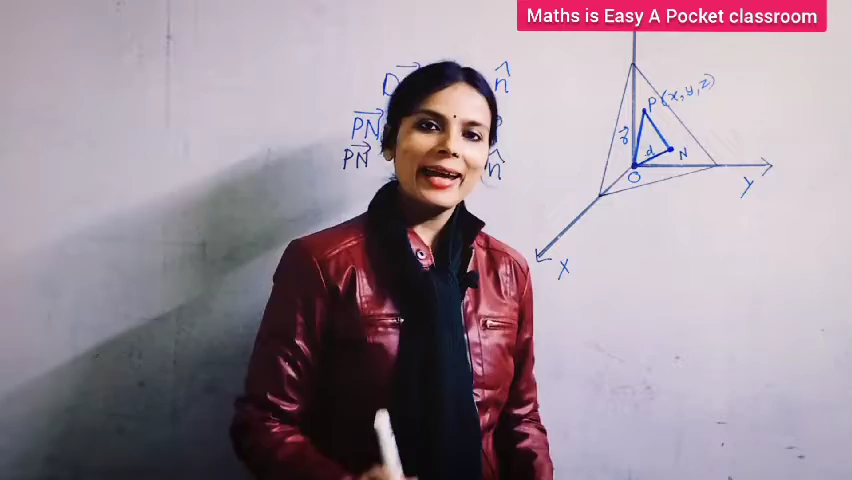 Maths is Easy A Pocket classroom
n̂
PN⃗
PN⃗
n̂
P(x, y, z)
r⃗
d
N
O
y
X